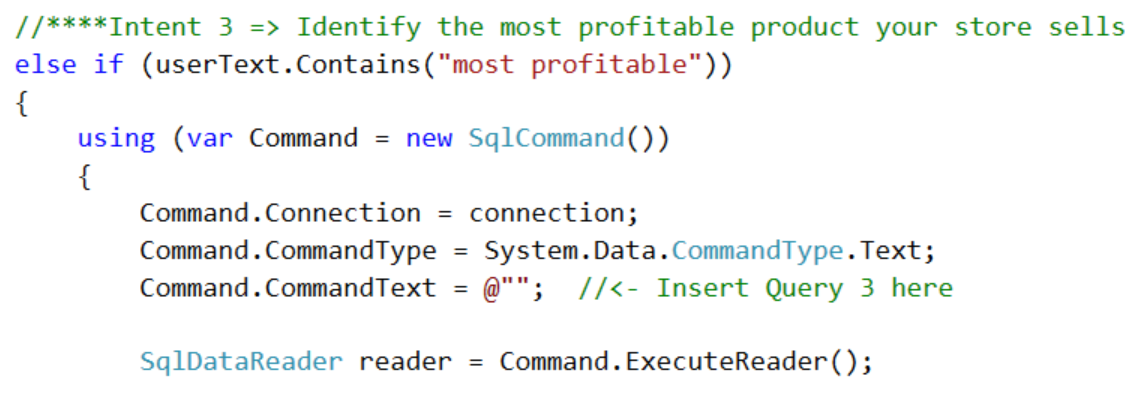 //****Intent 3 => Identify the most profitable product your store sells
else if (userText.Contains("most profitable"))
{
using (var Command = new SqlCommand())
{
Command.Connection = connection;
Command.CommandType = System.Data.CommandType.Text;
Command.CommandText = @""; //<- Insert Query 3 here
SqlDataReader reader = Command.ExecuteReader();